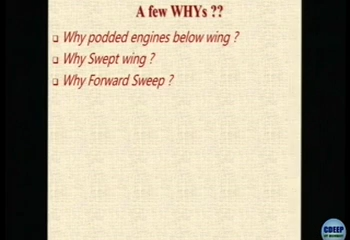 A few WHYs ??
Why podded engines below wing ?
Why Swept wing ?
Why Forward Sweep ?
CDEEP